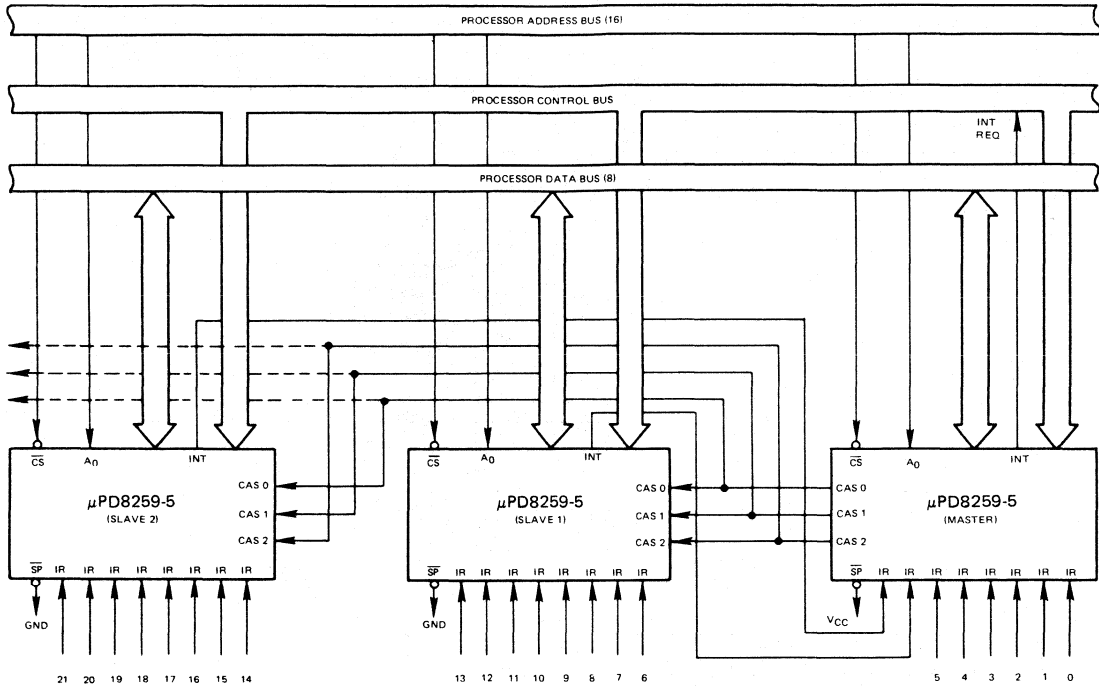 PROCESSOR ADDRESS BUS (16)
PROCESSOR CONTROL BUS
INT
REQ
PROCESSOR DATA BUS (8)
CS A0 INT
CAS 0
µPD8259-5
(SLAVE 2)
CAS 1
CAS 2
SP IR IR IR IR IR IR IR IR
GND
21 20 19 18 17 16 15 14
CS A0 INT
CAS 0
µPD8259-5
(SLAVE 1)
CAS 1
CAS 2
SP IR IR IR IR IR IR IR IR
GND
13 12 11 10 9 8 7 6
CS A0 INT
CAS 0
µPD8259-5
(MASTER)
CAS 1
CAS 2
SP IR IR IR IR IR IR IR IR
VCC
5 4 3 2 1 0